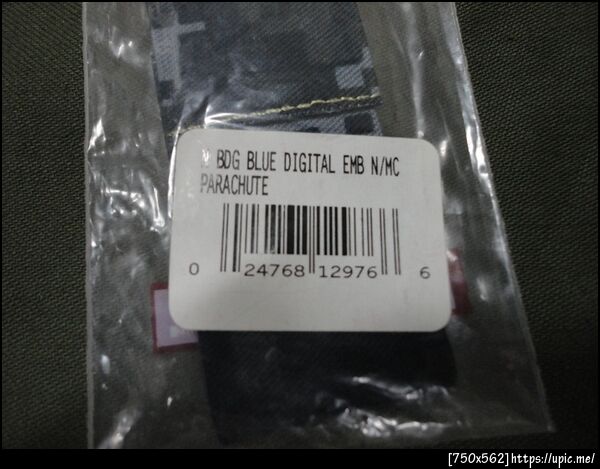 BDG BLUE DIGITAL EMB N/MC
PARACHUTE
0 24768 12976 6
[750x562]https://upic.me/